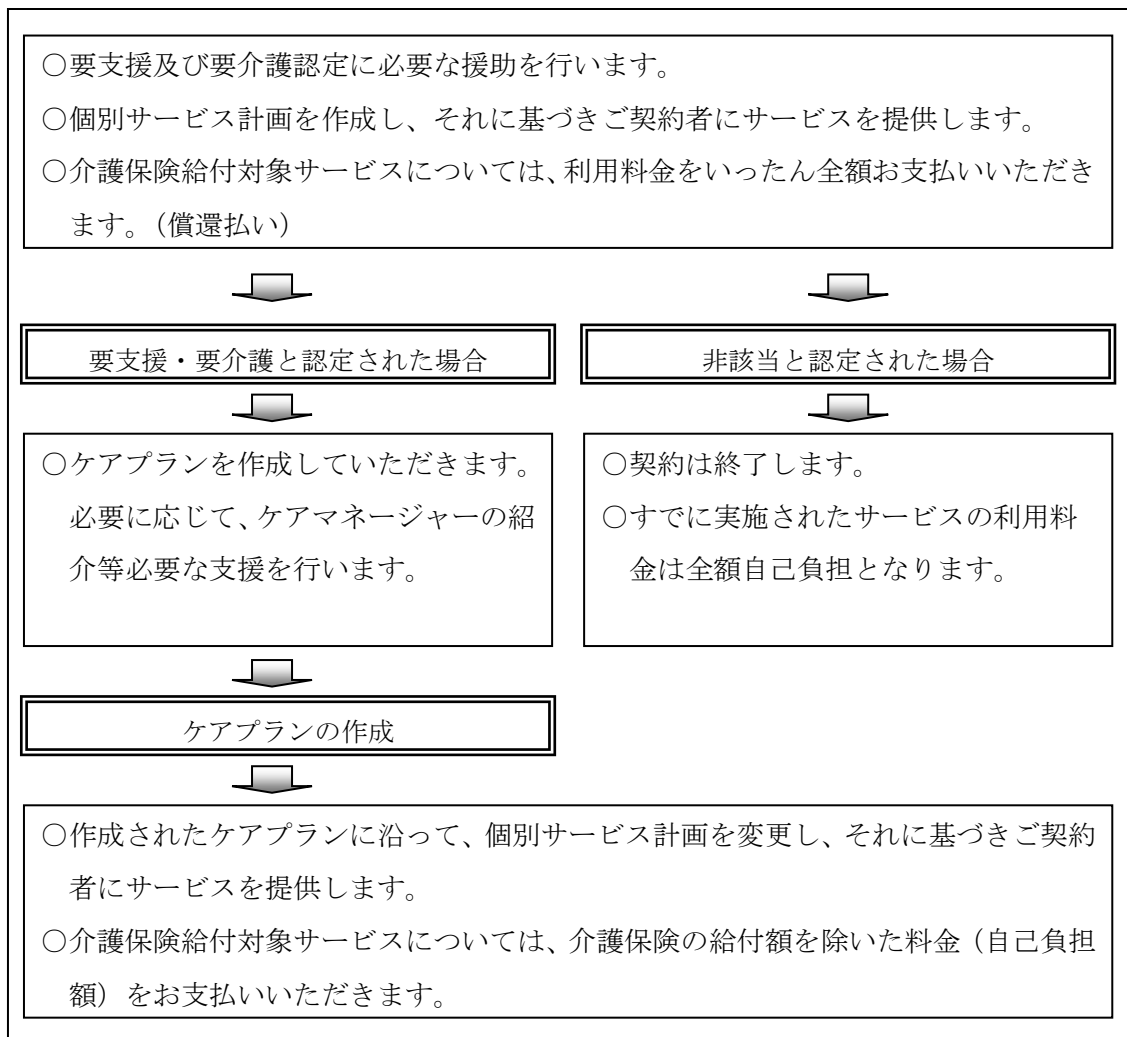 ○要支援及び要介護認定に必要な援助を行います。
○個別サービス計画を作成し、それに基づきご契約者にサービスを提供します。
○介護保険給付対象サービスについては、利用料金をいったん全額お支払いいただき
ます。（償還払い）
要支援・要介護と認定された場合
非該当と認定された場合
○ケアプランを作成していただきます。
必要に応じて、ケアマネージャーの紹
介等必要な支援を行います。
○契約は終了します。
○すでに実施されたサービスの利用料
金は全額自己負担となります。
ケアプランの作成
○作成されたケアプランに沿って、個別サービス計画を変更し、それに基づきご契約
者にサービスを提供します。
○介護保険給付対象サービスについては、介護保険の給付額を除いた料金（自己負担
額）をお支払いいただきます。